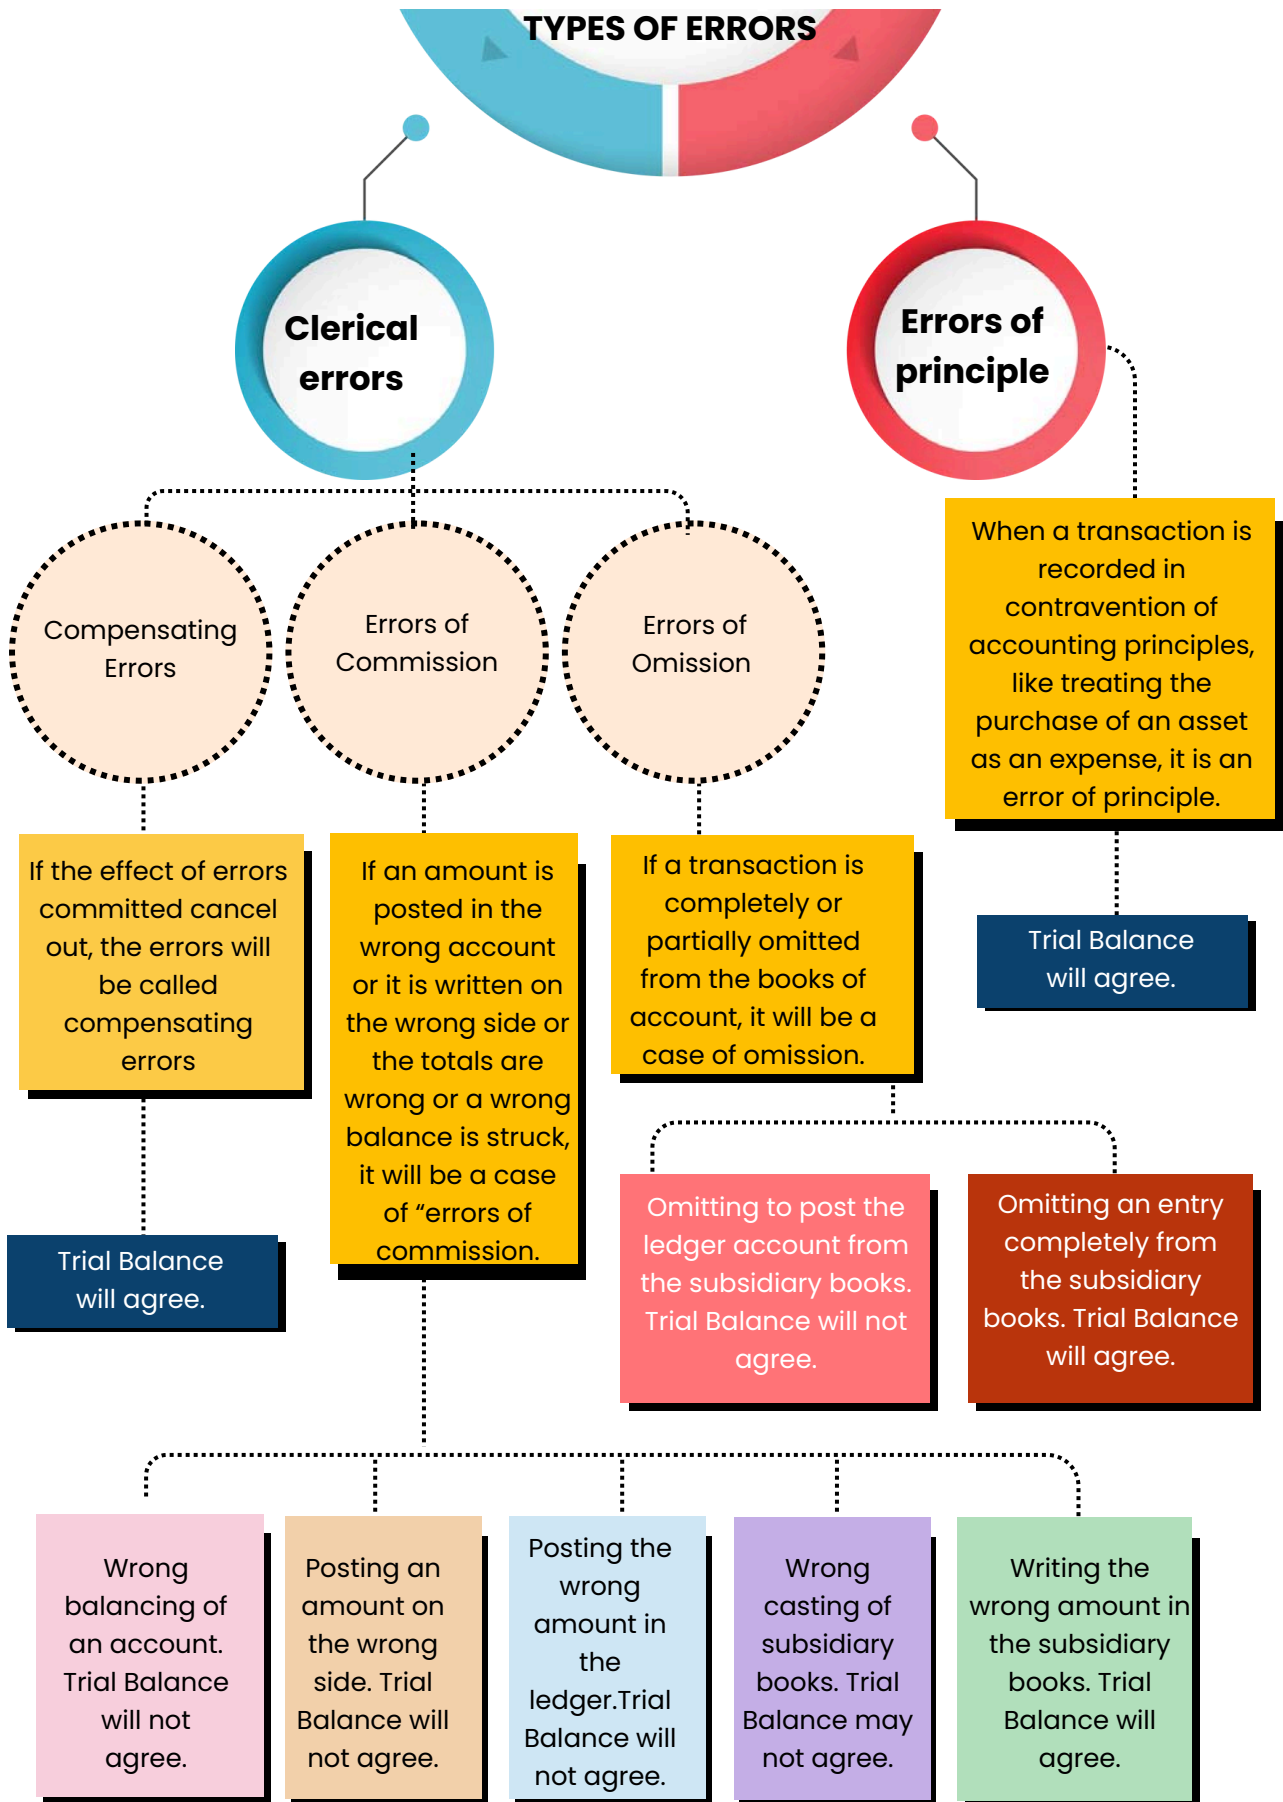 TYPES OF ERRORS
Clerical
errors
Errors of
principle
Compensating
Errors
Errors of
Commission
Errors of
Omission
When a transaction is
recorded in
contravention of
accounting principles,
like treating the
purchase of an asset
as an expense, it is an
error of principle.
If the effect of errors
committed cancel
out, the errors will
be called
compensating
errors
If an amount is
posted in the
wrong account
or it is written on
the wrong side or
the totals are
wrong or a wrong
balance is struck,
it will be a case
of “errors of
commission.
If a transaction is
completely or
partially omitted
from the books of
account, it will be a
case of omission.
Trial Balance
will agree.
Trial Balance
will agree.
Omitting to post the
ledger account from
the subsidiary books.
Trial Balance will not
agree.
Omitting an entry
completely from
the subsidiary
books. Trial Balance
will agree.
Wrong
balancing of
an account.
Trial Balance
will not
agree.
Posting an
amount on
the wrong
side. Trial
Balance will
not agree.
Posting the
wrong
amount in
the
ledger.Trial
Balance will
not agree.
Wrong
casting of
subsidiary
books. Trial
Balance may
not agree.
Writing the
wrong amount in
the subsidiary
books. Trial
Balance will
agree.